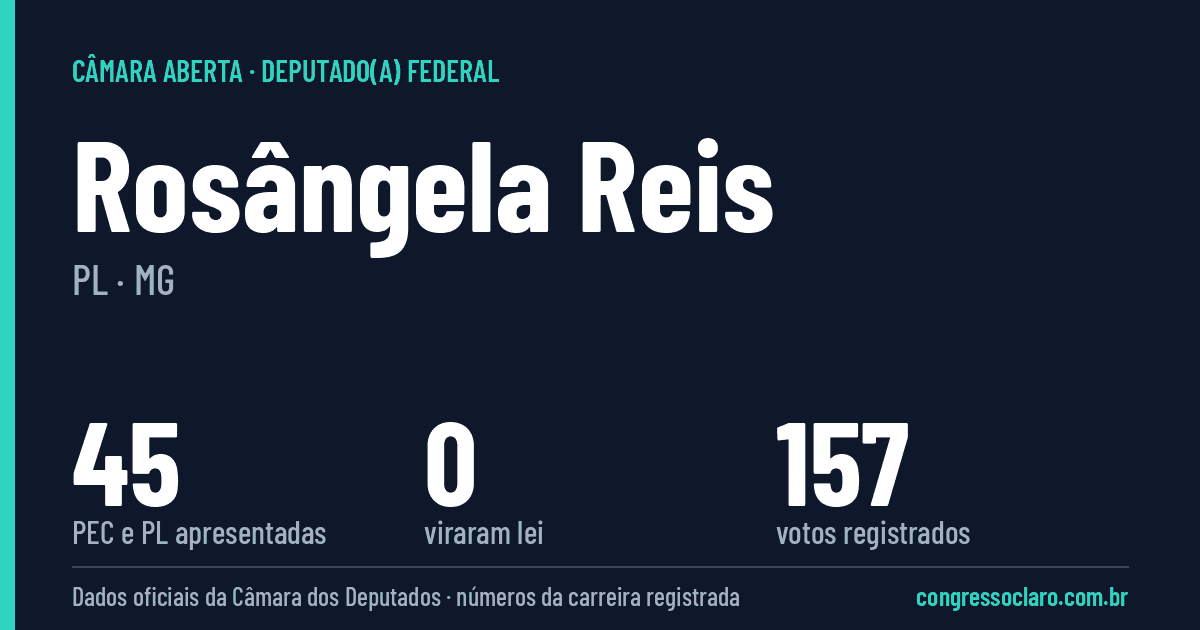 CÂMARA ABERTA · DEPUTADO(A) FEDERAL
Rosângela Reis
PL · MG
45
PEC e PL apresentadas
0
viraram lei
157
votos registrados
Dados oficiais da Câmara dos Deputados · números da carreira registrada
congressoclaro.com.br